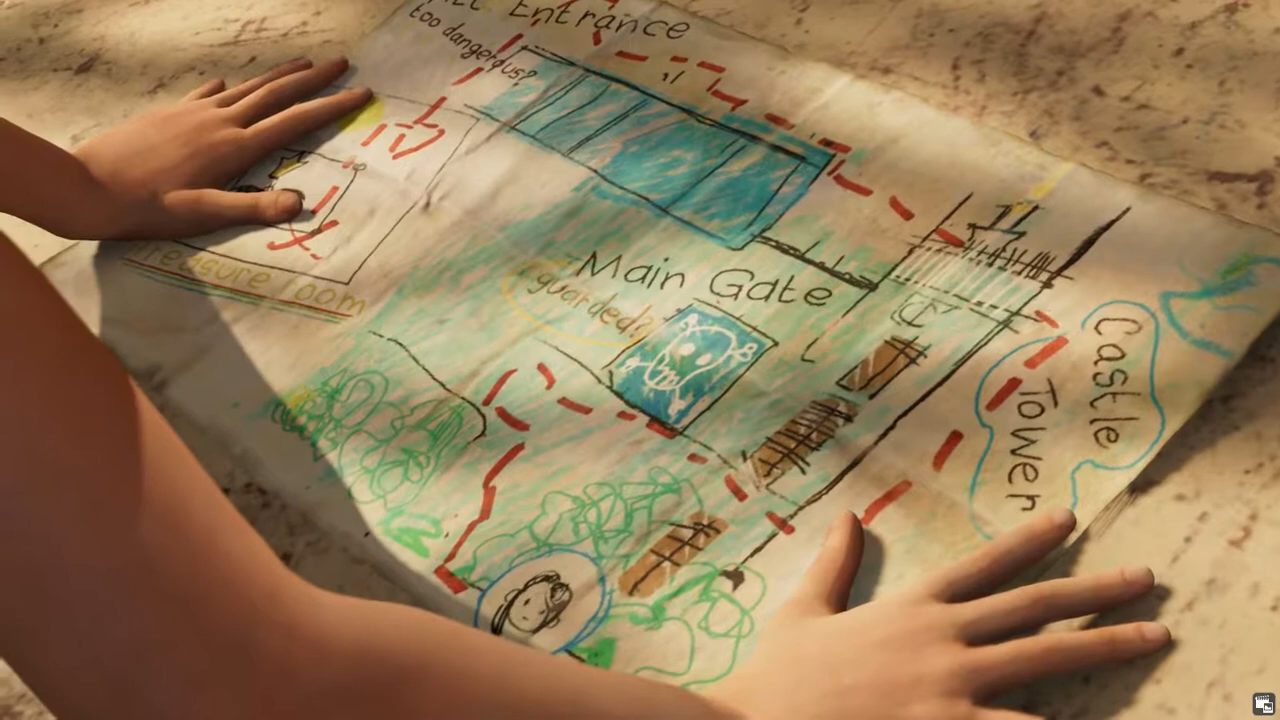 Entrance
too dangerous?
Treasure room
Main Gate
guarded?
Castle
Tower